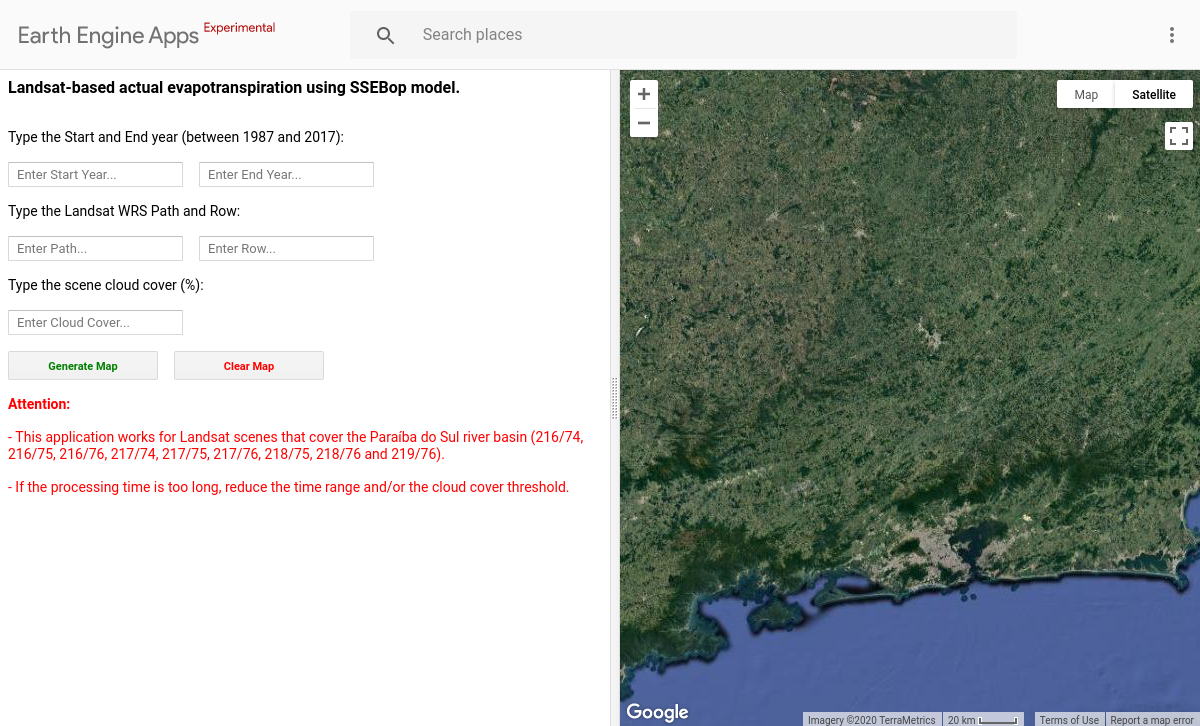 Earth Engine Apps Experimental
Search places
Landsat-based actual evapotranspiration using SSEBop model.
Type the Start and End year (between 1987 and 2017):
Enter Start Year... Enter End Year...
Type the Landsat WRS Path and Row:
Enter Path... Enter Row...
Type the scene cloud cover (%):
Enter Cloud Cover...
Generate Map Clear Map
Attention:
- This application works for Landsat scenes that cover the Paraíba do Sul river basin (216/74,
216/75, 216/76, 217/74, 217/75, 217/76, 218/75, 218/76 and 219/76).
- If the processing time is too long, reduce the time range and/or the cloud cover threshold.
Map Satellite
Google
Imagery ©2020 TerraMetrics 20 km Terms of Use Report a map error